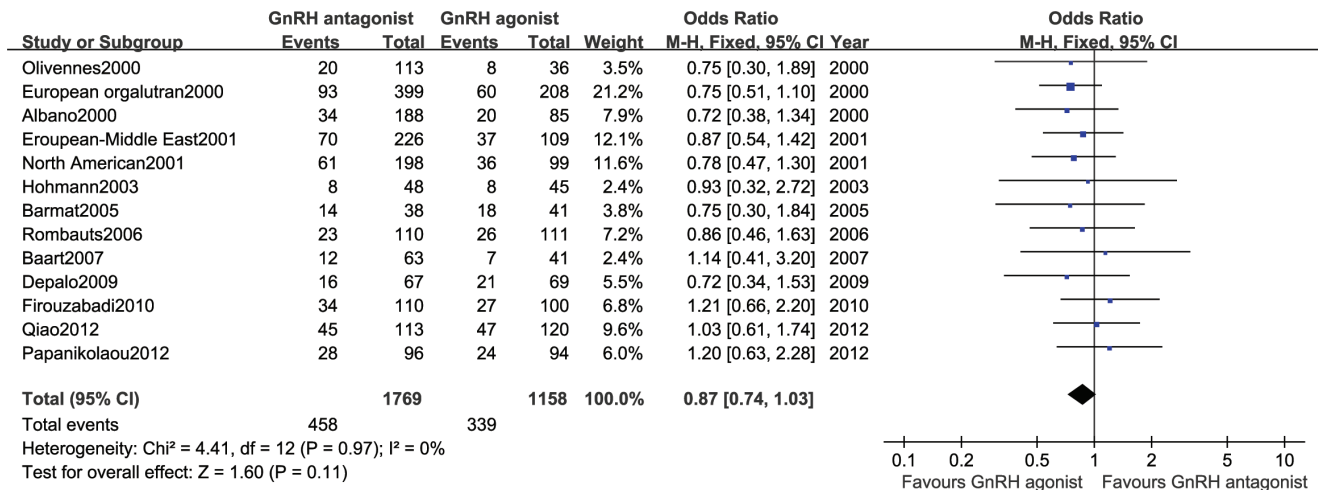 GnRH antagonist GnRH agonist Odds Ratio Odds Ratio
Study or Subgroup Events Total Events Total Weight M-H, Fixed, 95% CI Year M-H, Fixed, 95% CI
Olivennes2000 20 113 8 36 3.5% 0.75 [0.30, 1.89] 2000
European orgalutran2000 93 399 60 208 21.2% 0.75 [0.51, 1.10] 2000
Albano2000 34 188 20 85 7.9% 0.72 [0.38, 1.34] 2000
Eroupean-Middle East2001 70 226 37 109 12.1% 0.87 [0.54, 1.42] 2001
North American2001 61 198 36 99 11.6% 0.78 [0.47, 1.30] 2001
Hohmann2003 8 48 8 45 2.4% 0.93 [0.32, 2.72] 2003
Barmat2005 14 38 18 41 3.8% 0.75 [0.30, 1.84] 2005
Rombauts2006 23 110 26 111 7.2% 0.86 [0.46, 1.63] 2006
Baart2007 12 63 7 41 2.4% 1.14 [0.41, 3.20] 2007
Depalo2009 16 67 21 69 5.5% 0.72 [0.34, 1.53] 2009
Firouzabadi2010 34 110 27 100 6.8% 1.21 [0.66, 2.20] 2010
Qiao2012 45 113 47 120 9.6% 1.03 [0.61, 1.74] 2012
Papanikolaou2012 28 96 24 94 6.0% 1.20 [0.63, 2.28] 2012
Total (95% CI) 1769 1158 100.0% 0.87 [0.74, 1.03]
Total events 458 339
Heterogeneity: Chi² = 4.41, df = 12 (P = 0.97); I² = 0%
Test for overall effect: Z = 1.60 (P = 0.11)
0.1 0.2 0.5 1 2 5 10
Favours GnRH agonist Favours GnRH antagonist